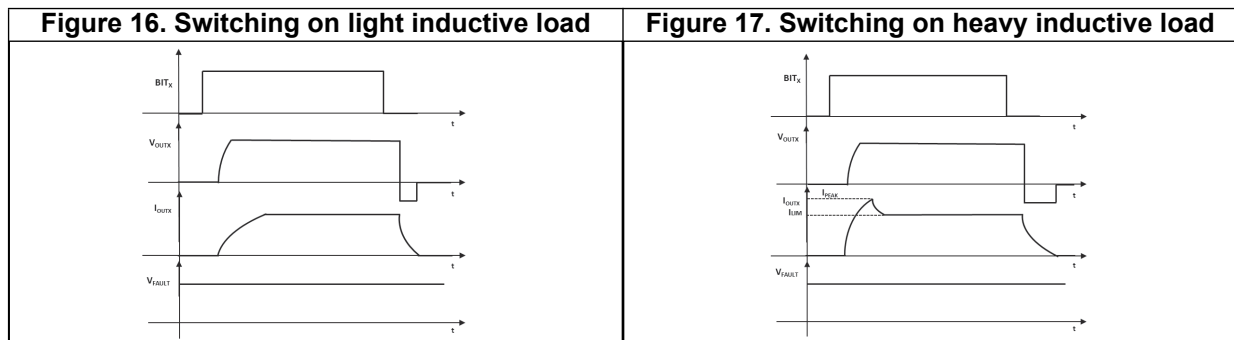 Figure 16. Switching on light inductive load
BITX
t
VOUTX
t
IOUTX
t
VFAULT
t
Figure 17. Switching on heavy inductive load
BITX
t
VOUTX
t
IPEAK
IOUTX
ILIM
t
VFAULT
t